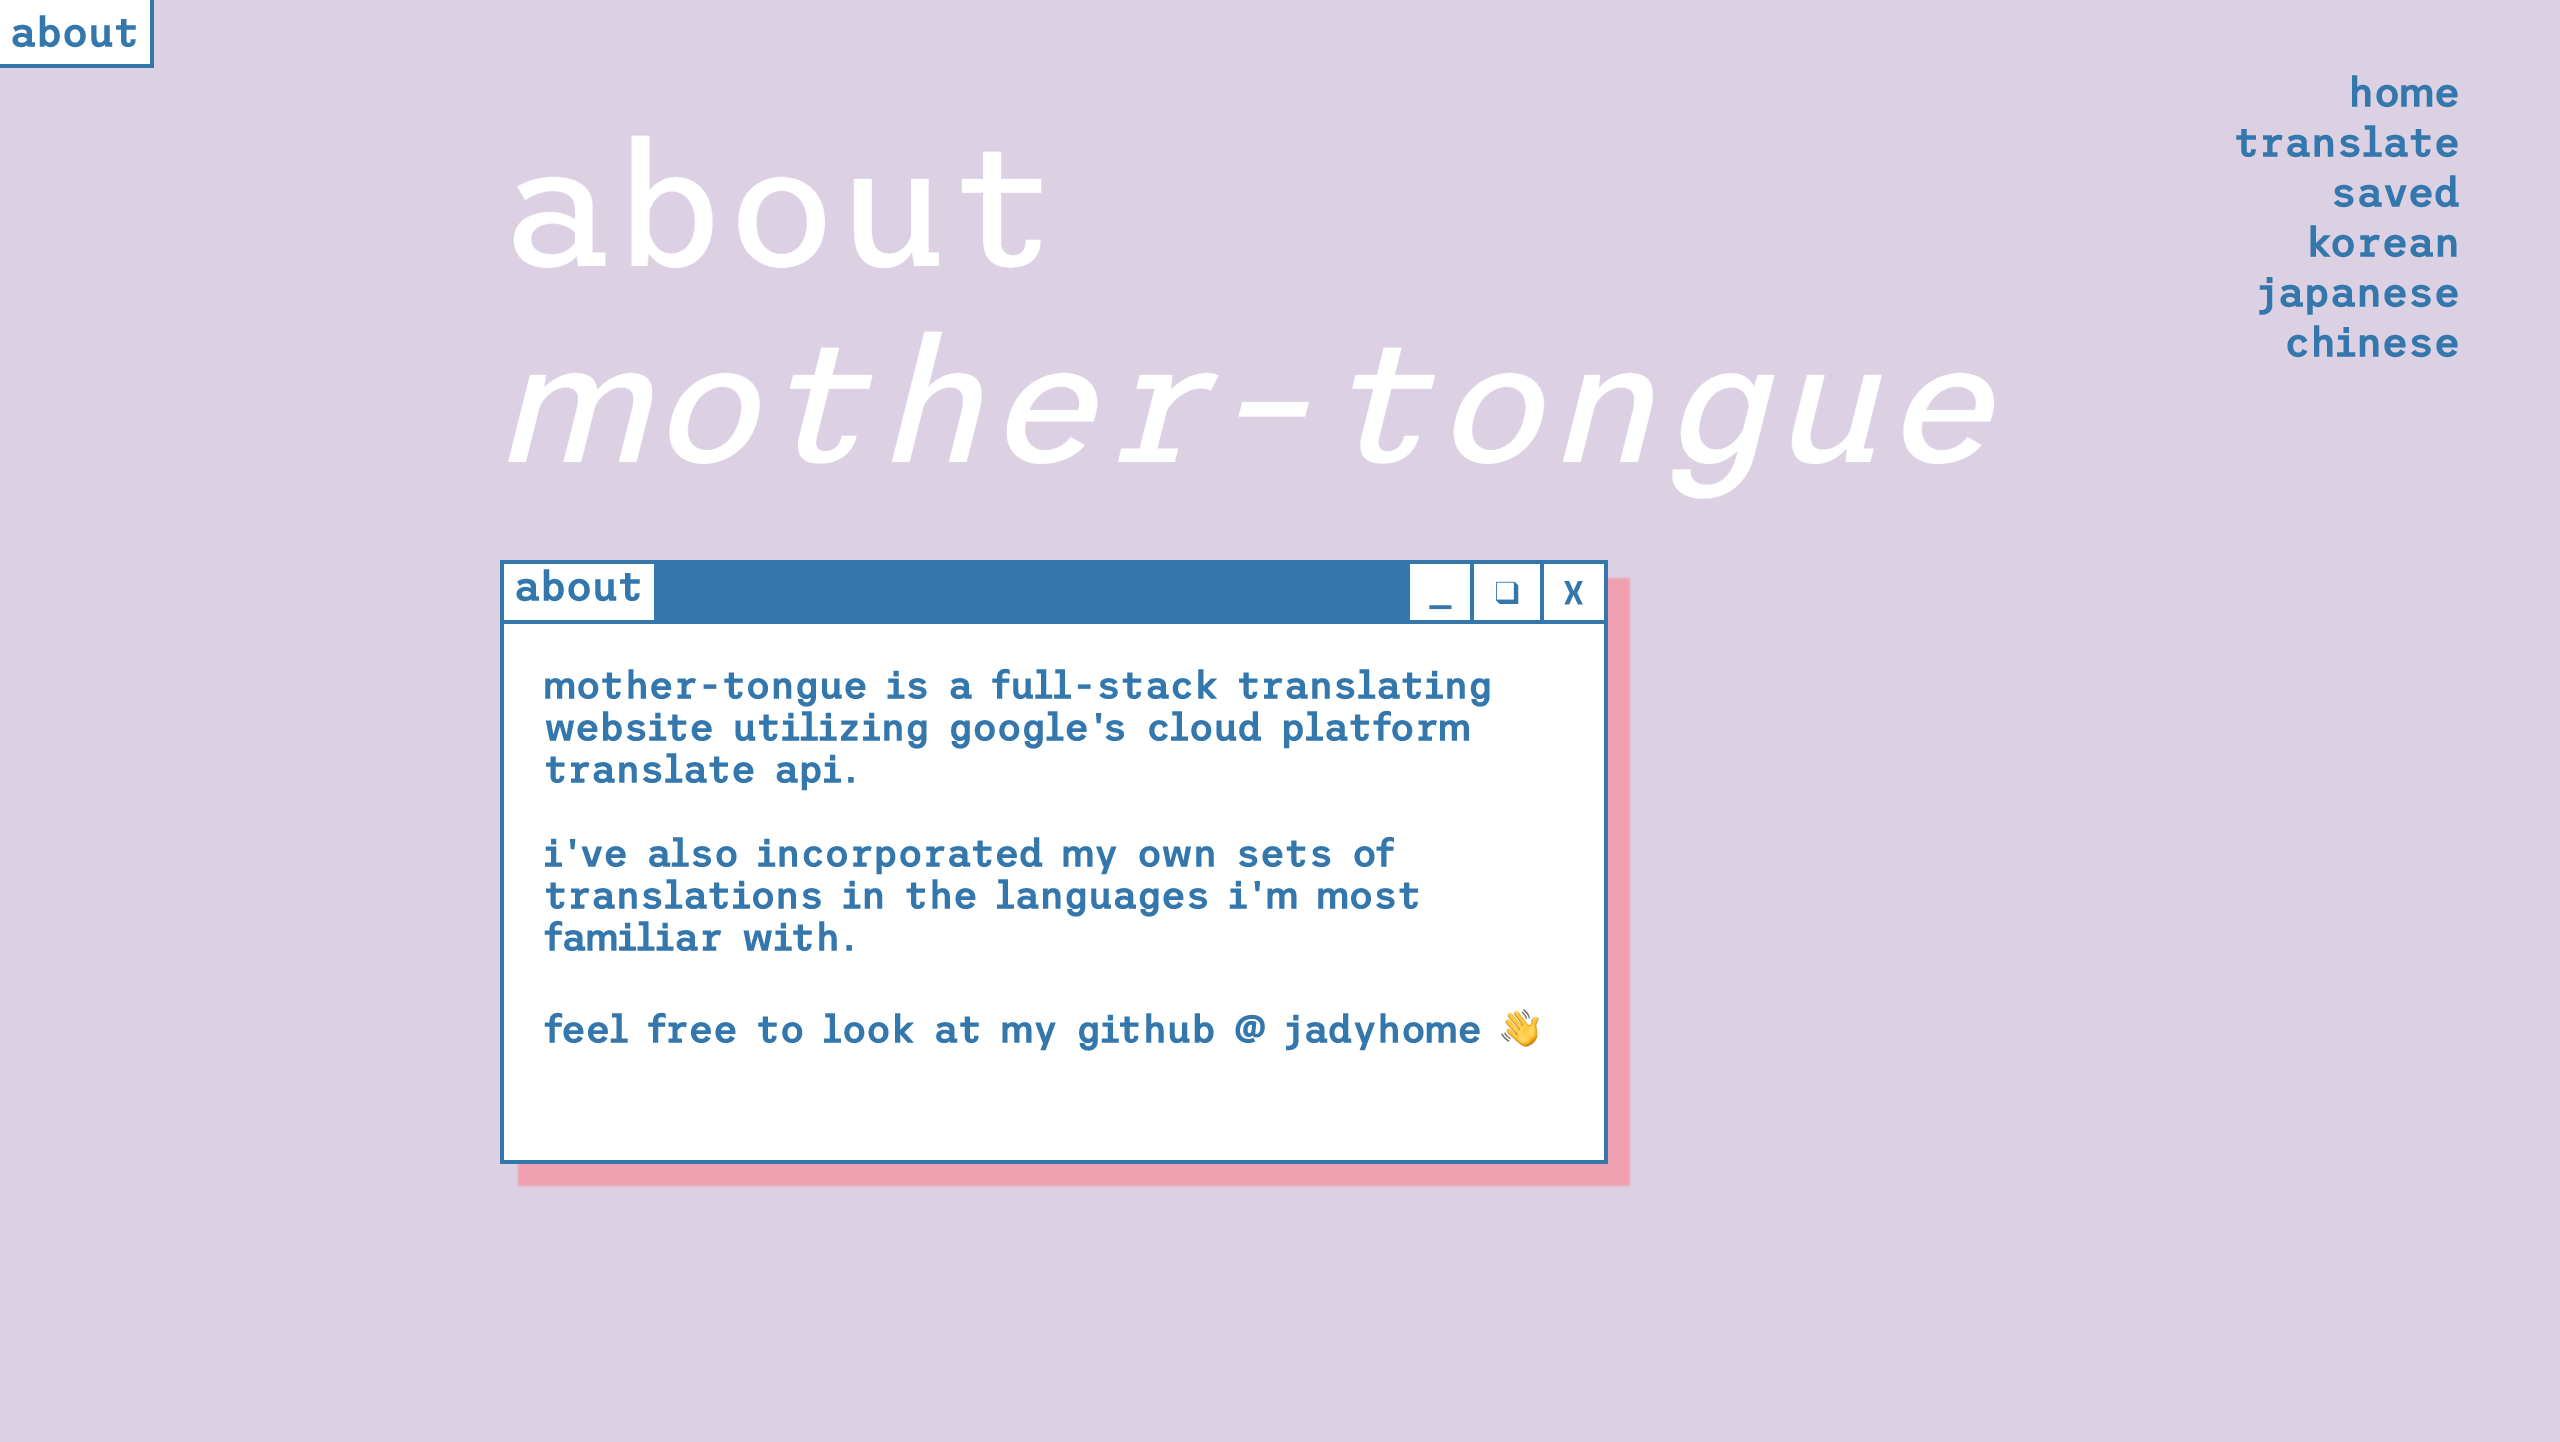 about
home
translate
saved
korean
japanese
chinese
about
mother-tongue
about
_ ❏ X
mother-tongue is a full-stack translating
website utilizing google's cloud platform
translate api.
i've also incorporated my own sets of
translations in the languages i'm most
familiar with.
feel free to look at my github @ jadyhome 👋